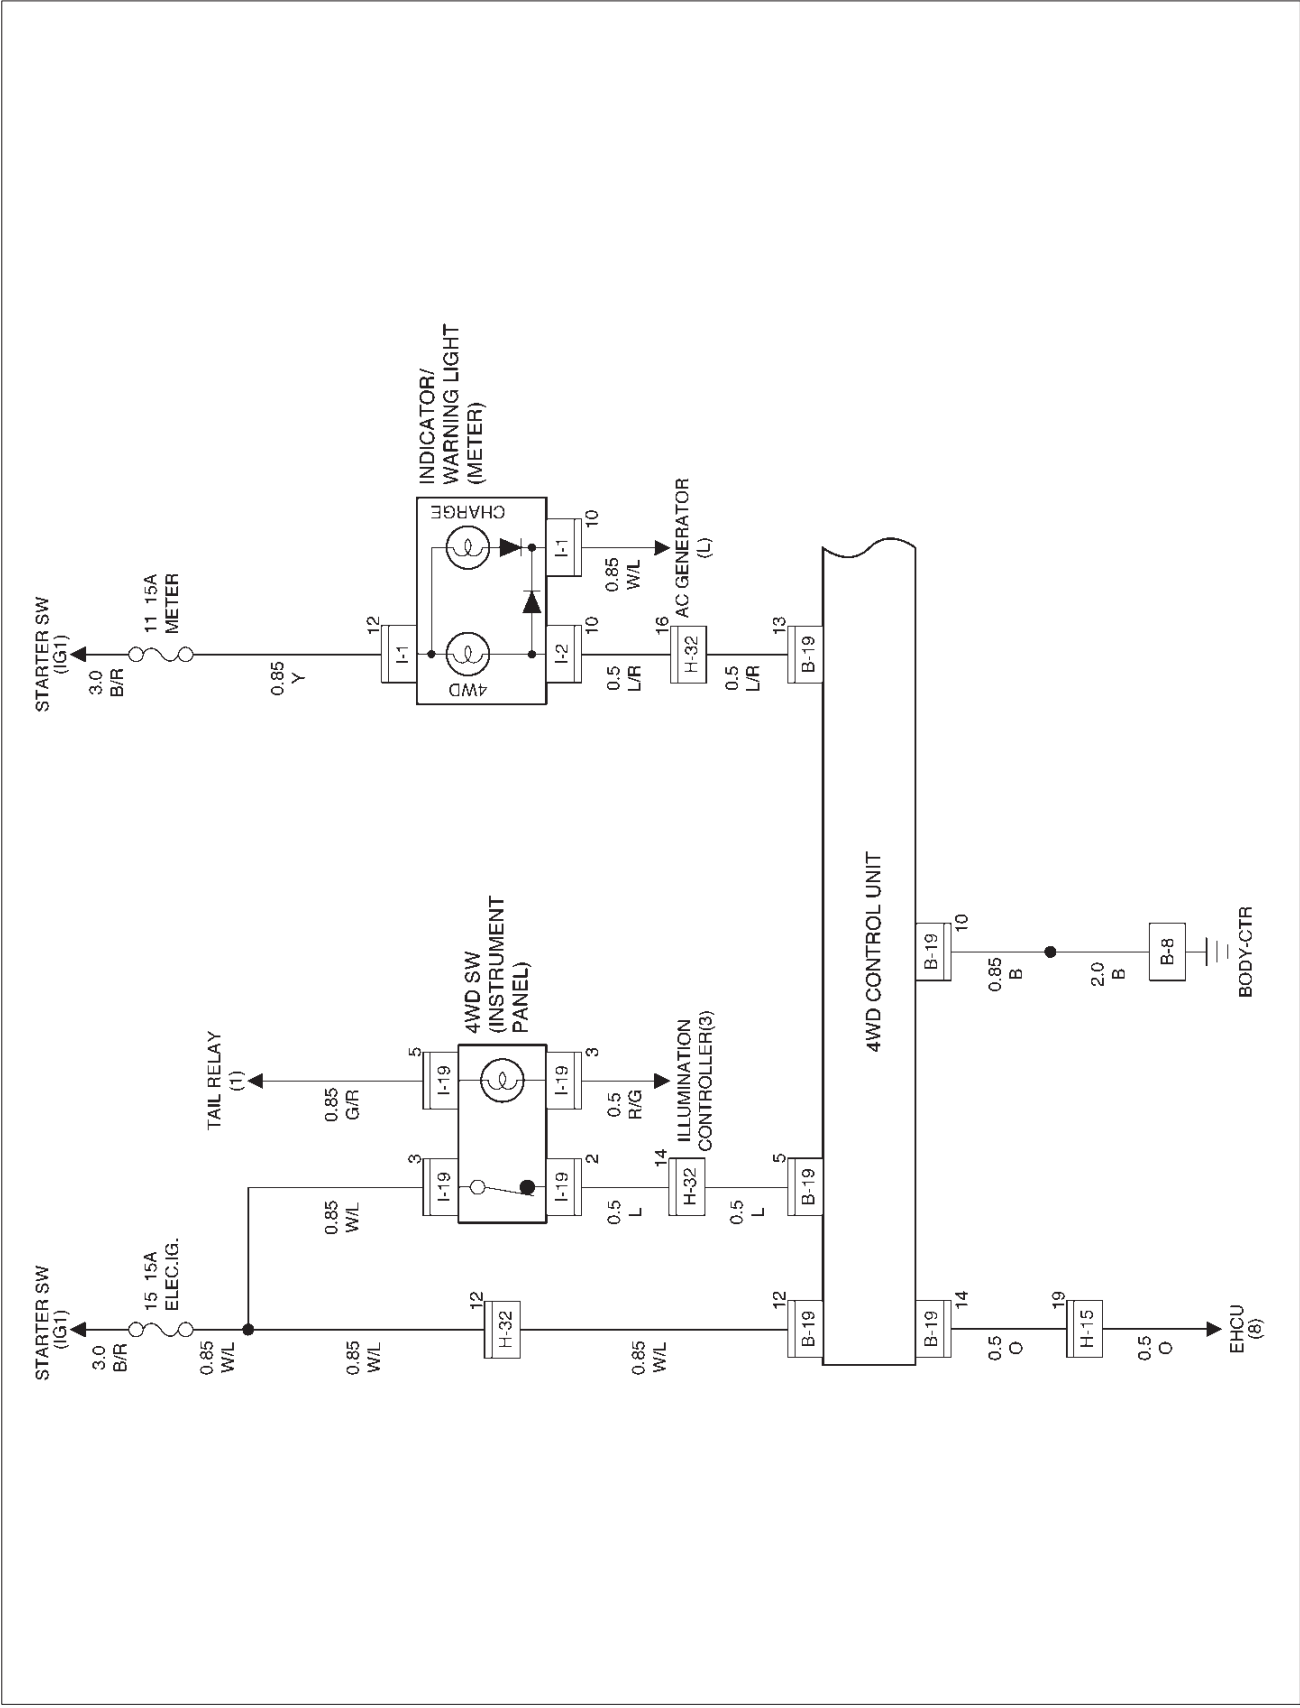 STARTER SW
(IG1)
3.0
B/R
15 15A
ELEC.IG.
0.85
W/L
0.85
W/L
12
H-32
0.85
W/L
12
B-19
TAIL RELAY
(1)
0.85
W/L
0.85
G/R
3
I-19
5
I-19
4WD SW
(INSTRUMENT
PANEL)
I-19
2
I-19
3
0.5
L
0.5
R/G
14
H-32
ILLUMINATION
CONTROLLER(3)
0.5
L
5
B-19
STARTER SW
(IG1)
3.0
B/R
11 15A
METER
0.85
Y
12
I-1
INDICATOR/
WARNING LIGHT
(METER)
4WD
CHARGE
I-2
10
I-1
10
0.5
L/R
0.85
W/L
16
H-32
AC GENERATOR
(L)
0.5
L/R
13
B-19
4WD CONTROL UNIT
B-19
14
0.5
O
19
H-15
0.5
O
EHCU
(8)
B-19
10
0.85
B
2.0
B
B-8
BODY-CTR